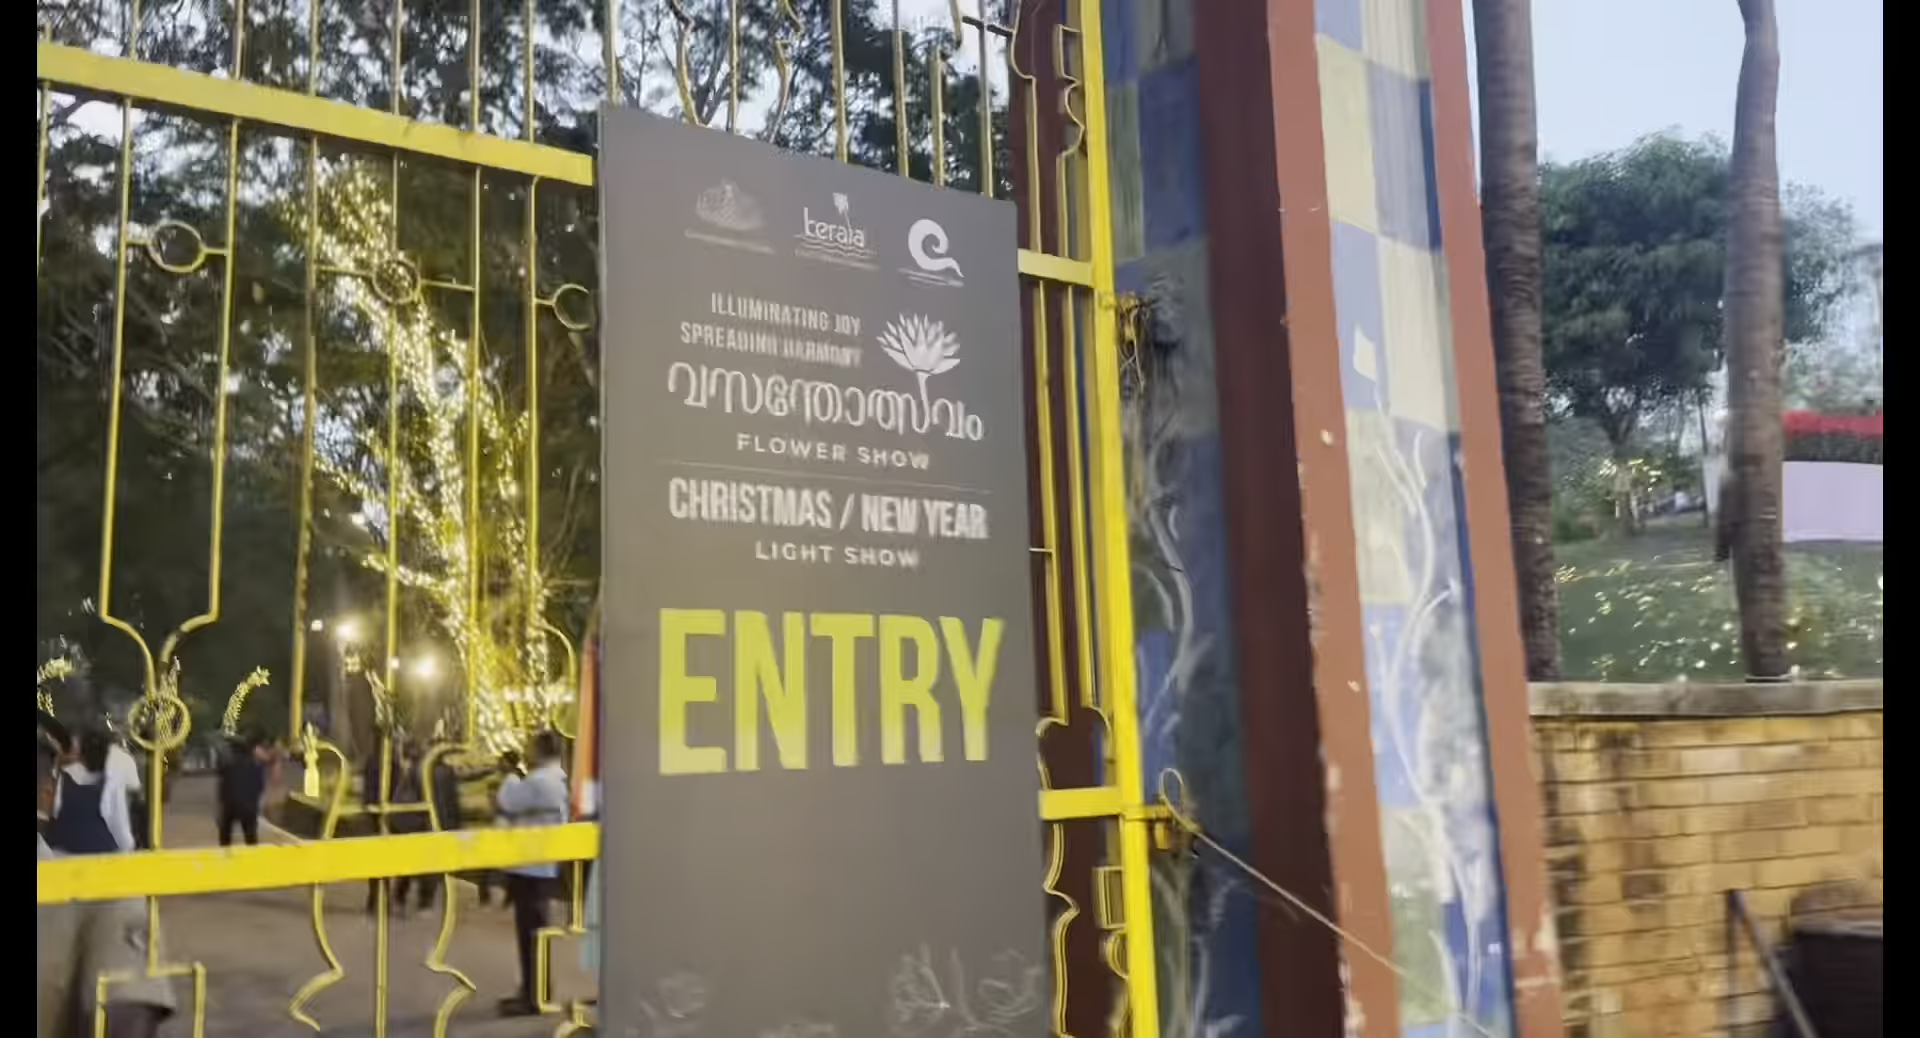 kerala
ILLUMINATING JOY
SPREADING HARMONY
വസന്തോത്സവം
FLOWER SHOW
CHRISTMAS / NEW YEAR
LIGHT SHOW
ENTRY